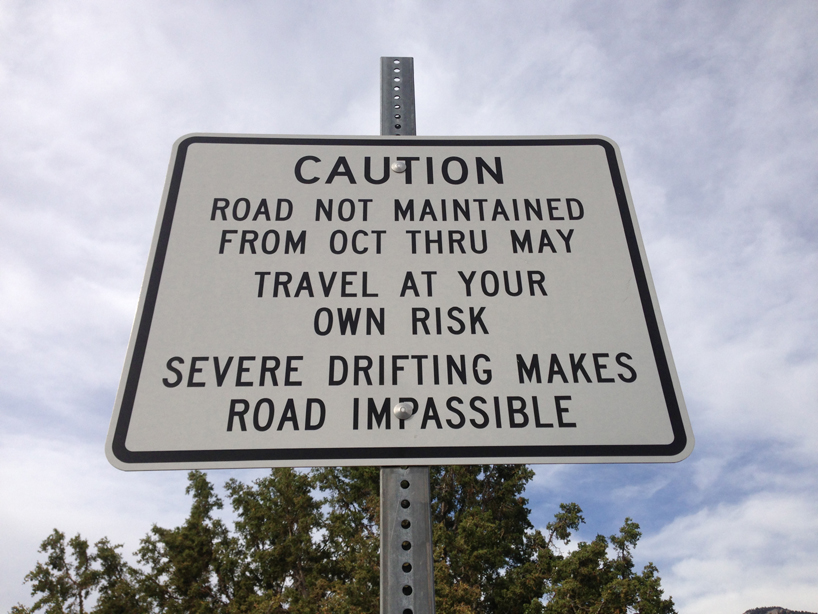 CAUTION
ROAD NOT MAINTAINED
FROM OCT THRU MAY
TRAVEL AT YOUR
OWN RISK
SEVERE DRIFTING MAKES
ROAD IMPASSIBLE